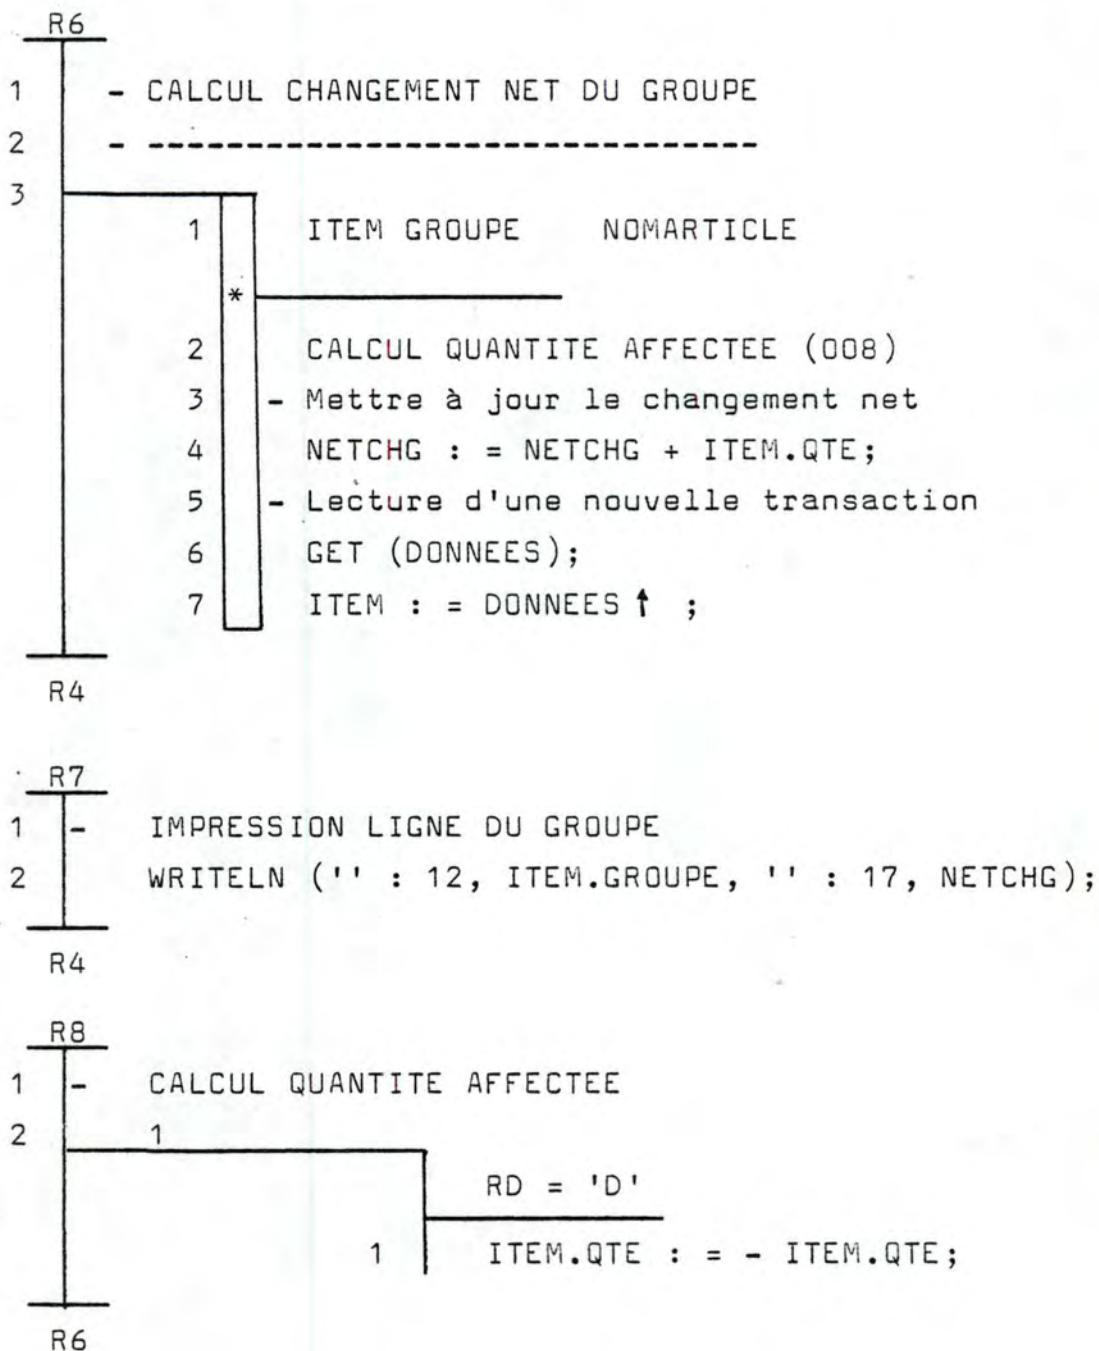 R6
1 - CALCUL CHANGEMENT NET DU GROUPE
2 - -------------------------------
3
1 ITEM GROUPE NOMARTICLE
*
2 CALCUL QUANTITE AFFECTEE (008)
3 - Mettre à jour le changement net
4 NETCHG : = NETCHG + ITEM.QTE;
5 - Lecture d'une nouvelle transaction
6 GET (DONNEES);
7 ITEM : = DONNEES ↑ ;
R4
R7
1 - IMPRESSION LIGNE DU GROUPE
2 WRITELN ('' : 12, ITEM.GROUPE, '' : 17, NETCHG);
R4
R8
1 - CALCUL QUANTITE AFFECTEE
2 1
RD = 'D'
1 ITEM.QTE : = - ITEM.QTE;
R6